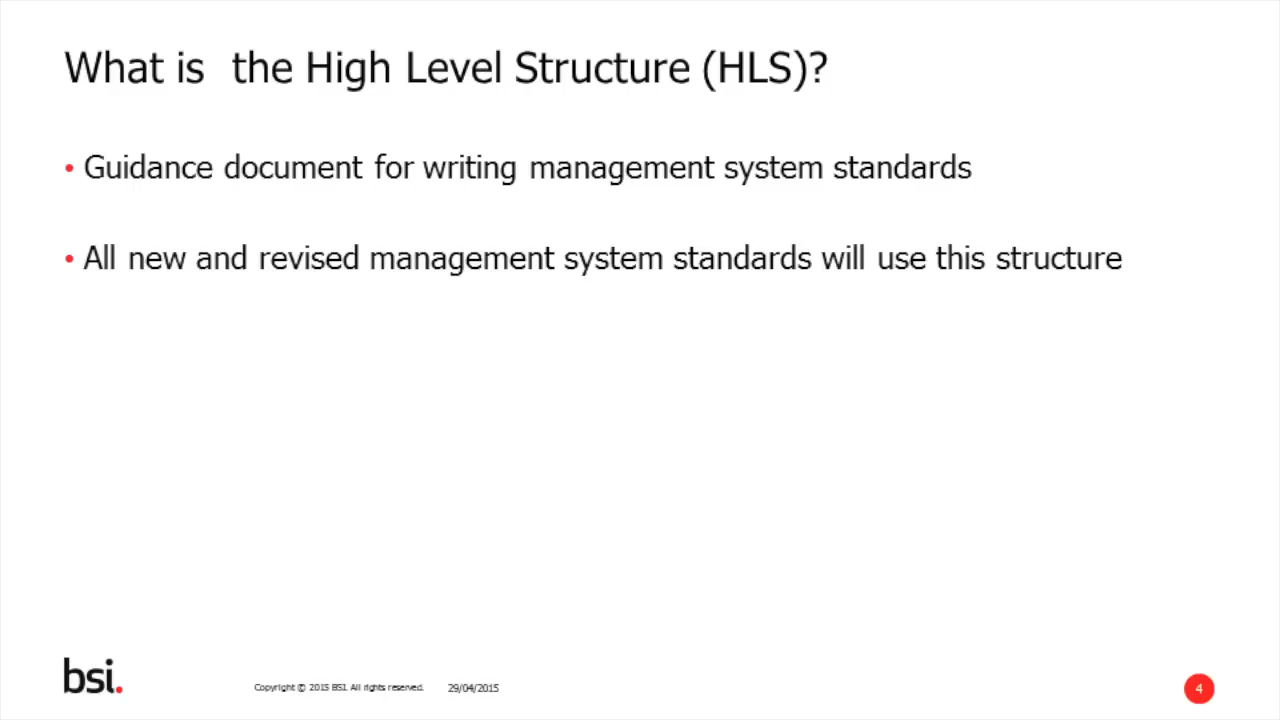 What is  the High Level Structure (HLS)?
• Guidance document for writing management system standards
• All new and revised management system standards will use this structure
bsi.
Copyright © 2015 BSI. All rights reserved.
29/04/2015
4